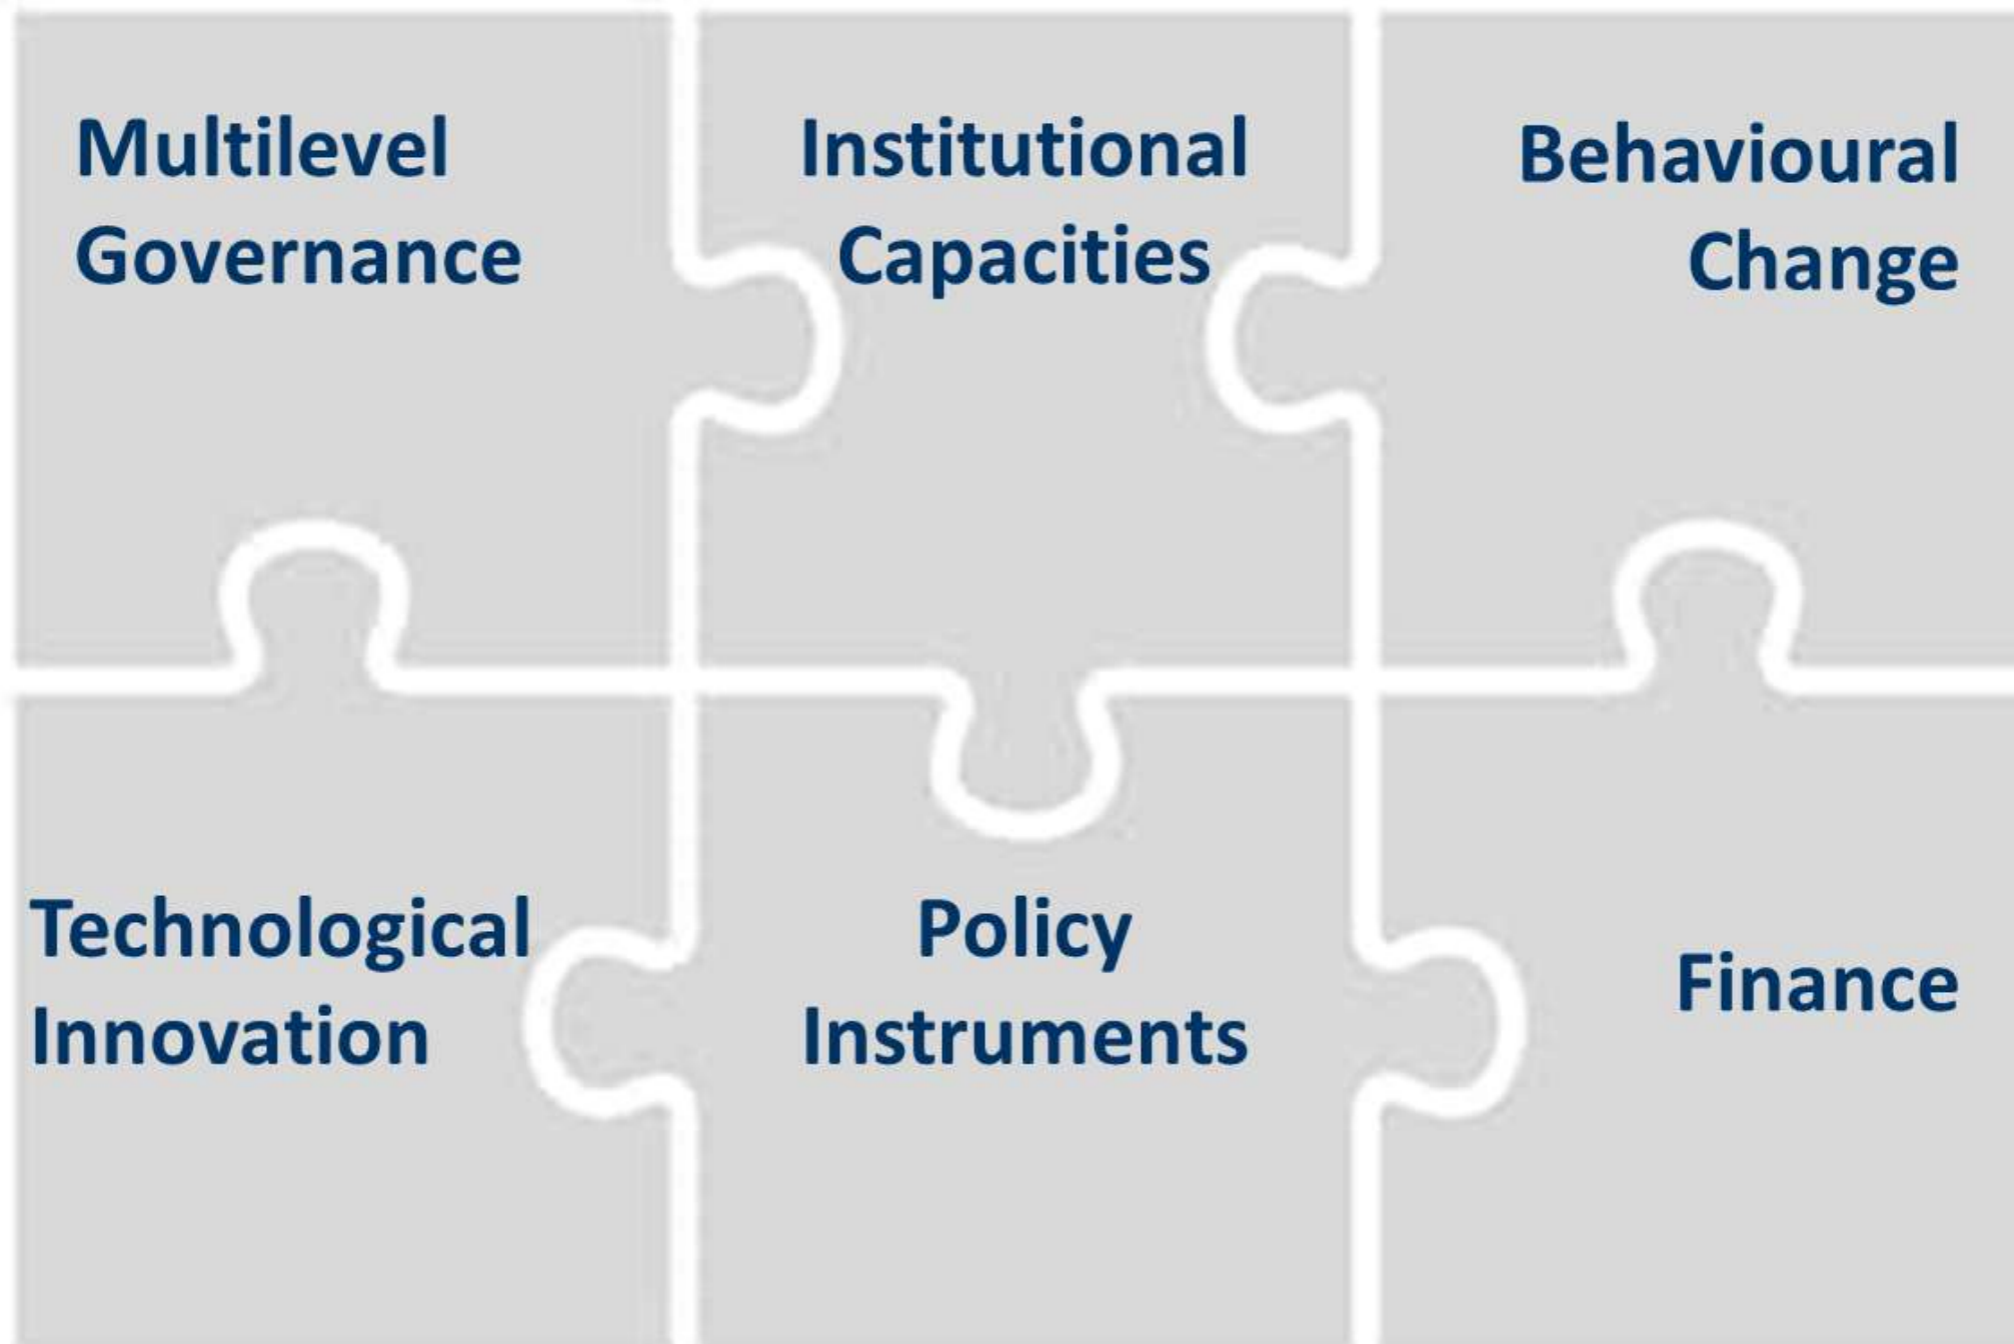 Multilevel
Governance
Institutional
Capacities
Behavioural
Change
Technological
Innovation
Policy
Instruments
Finance